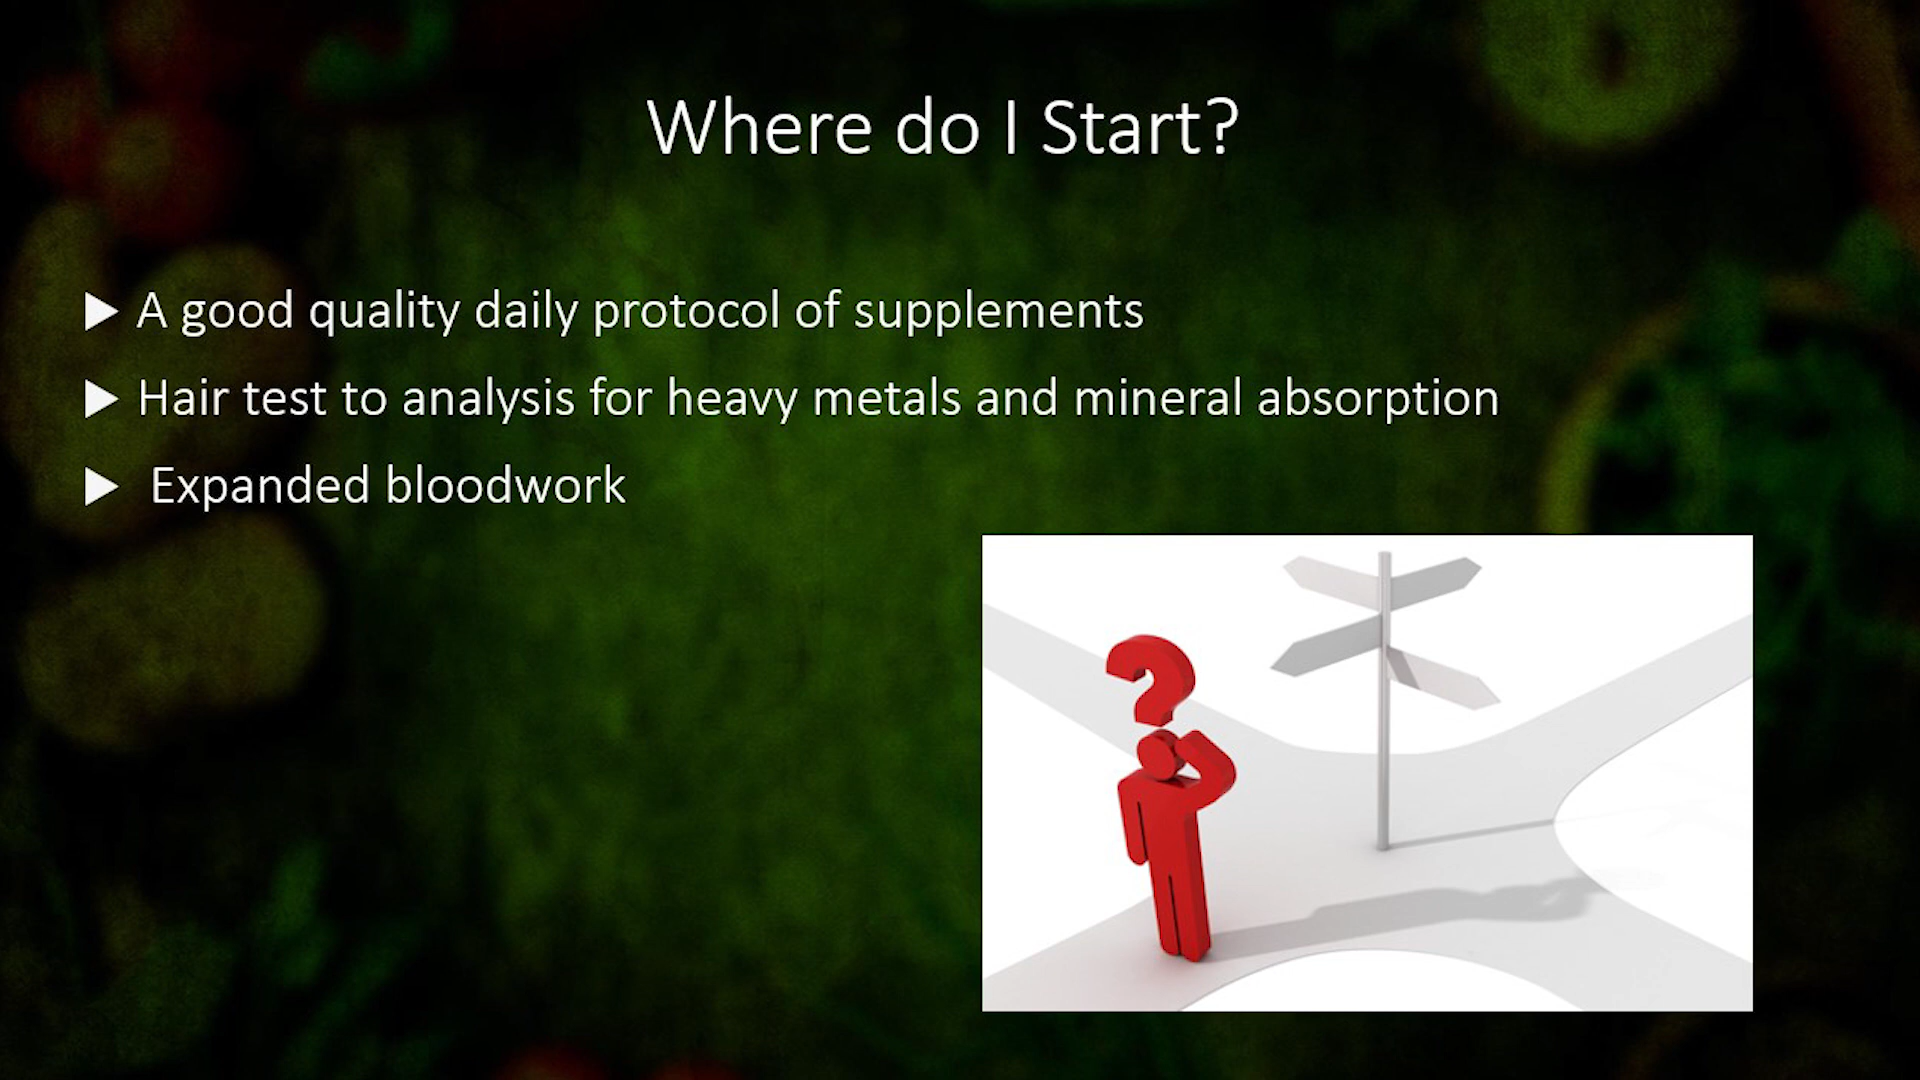 Where do I Start?
A good quality daily protocol of supplements
Hair test to analysis for heavy metals and mineral absorption
Expanded bloodwork
?